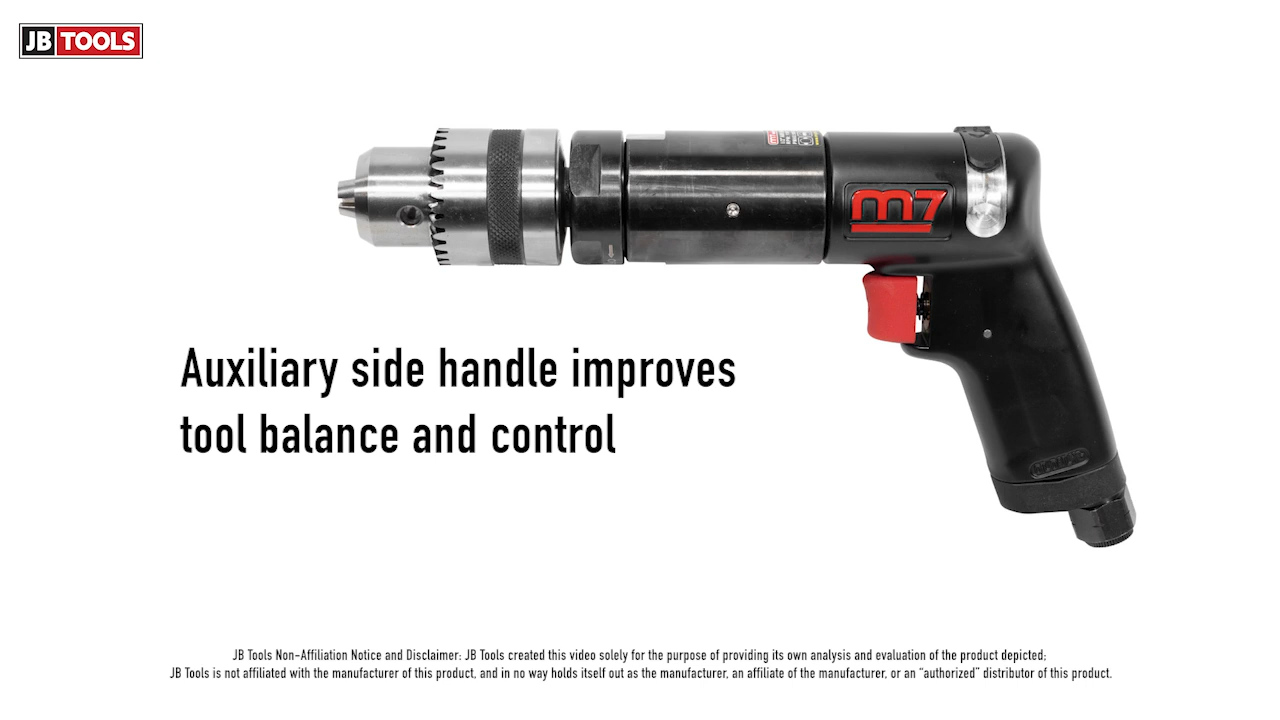 JB TOOLS
m7
Auxiliary side handle improves
tool balance and control
JB Tools Non-Affiliation Notice and Disclaimer: JB Tools created this video solely for the purpose of providing its own analysis and evaluation of the product depicted;
JB Tools is not affiliated with the manufacturer of this product, and in no way holds itself out as the manufacturer, an affiliate of the manufacturer, or an “authorized” distributor of this product.